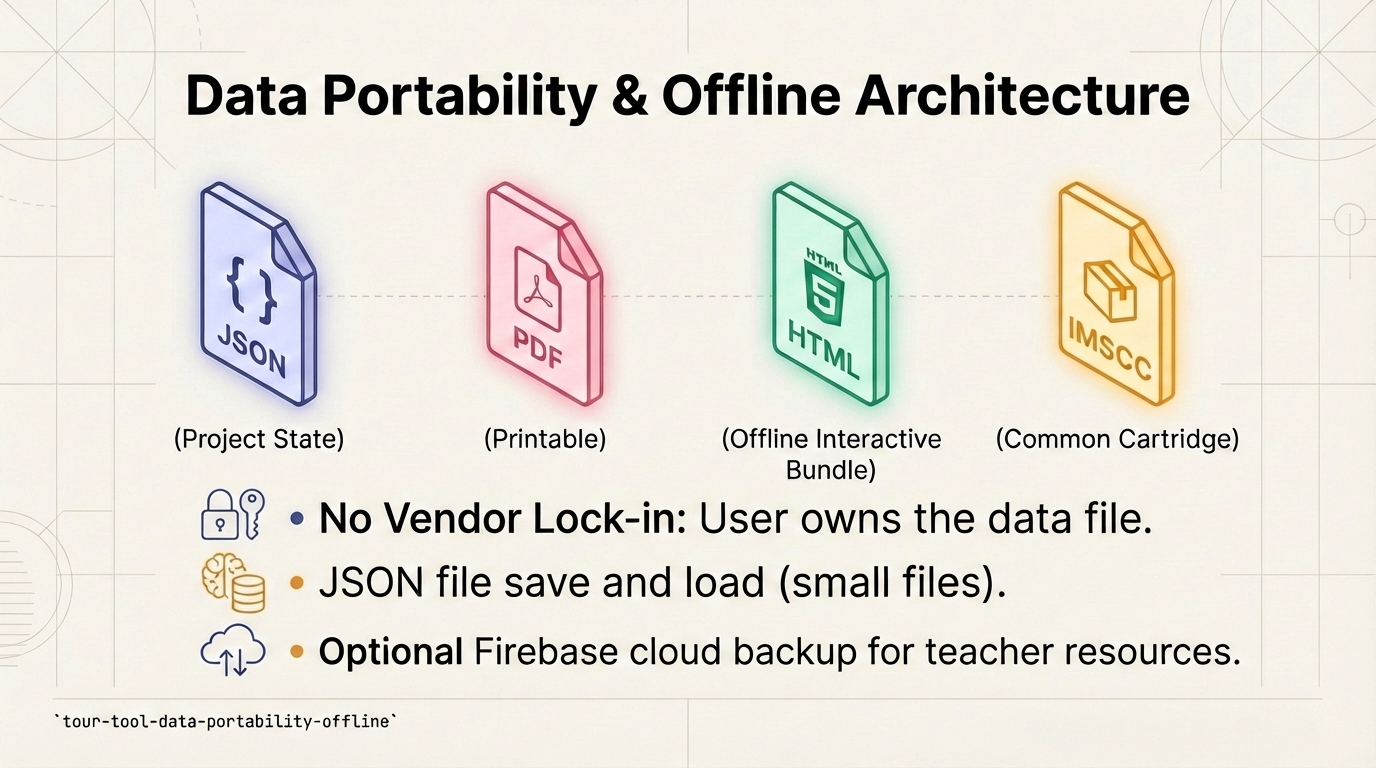 Data Portability & Offline Architecture
{ }
JSON
PDF
HTML
5
HTML
IMSCC
(Project State)
(Printable)
(Offline Interactive
Bundle)
(Common Cartridge)
• No Vendor Lock-in: User owns the data file.
• JSON file save and load (small files).
• Optional Firebase cloud backup for teacher resources.
`tour-tool-data-portability-offline`